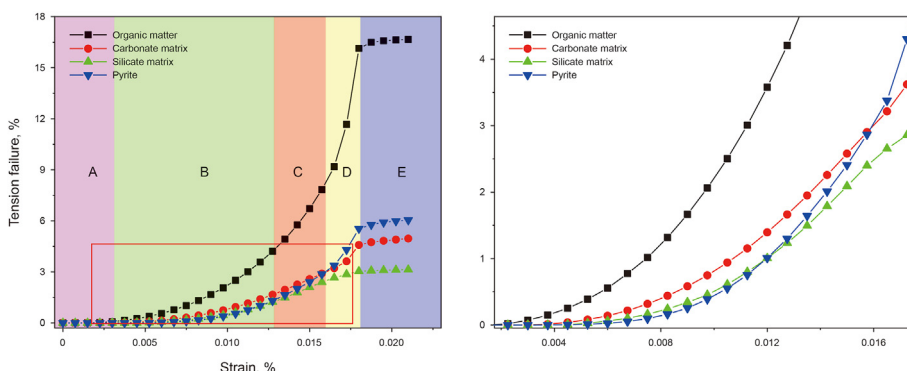 18
15
12
9
6
3
0
Tension failure, %
Organic matter
Carbonate matrix
Silicate matrix
Pyrite
A
B
C
D
E
0
0.005
0.010
0.015
0.020
Strain, %
4
3
2
1
0
Organic matter
Carbonate matrix
Silicate matrix
Pyrite
0.004
0.008
0.012
0.016